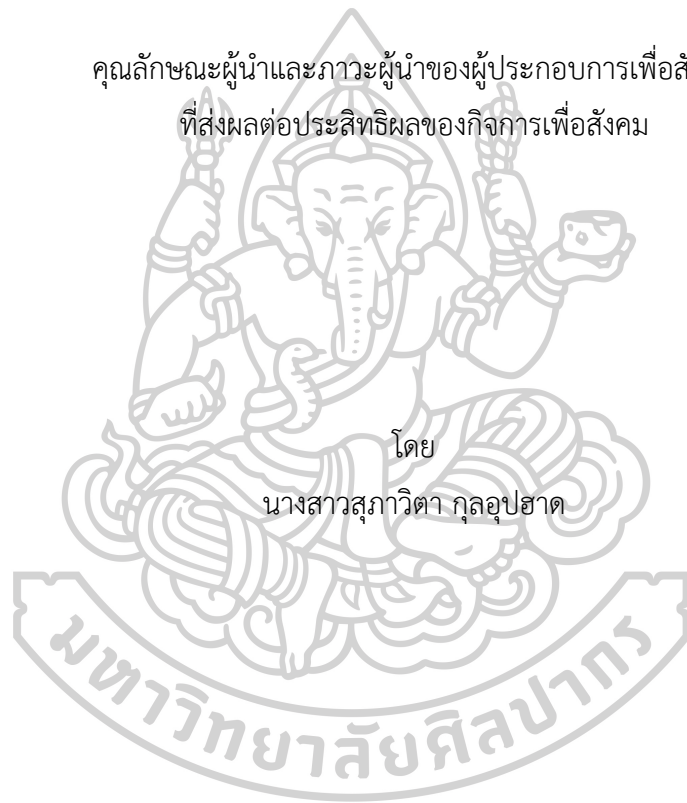 คุณลักษณะผู้นำและภาวะผู้นำของผู้ประกอบการเพื่อสั
ที่ส่งผลต่อประสิทธิผลของกิจการเพื่อสังคม
โดย
นางสาวสุภาวิตา กุลอุปฮาด
มหาวิทยาลัยศิลปากร